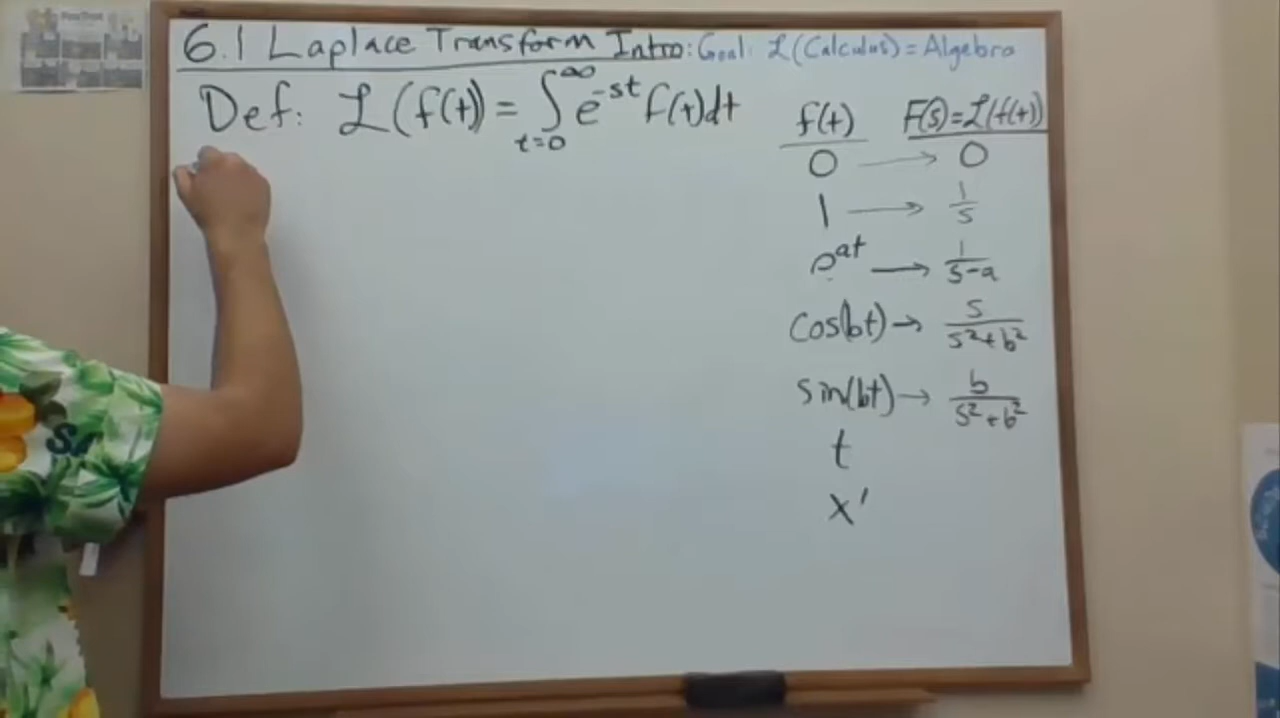 6.1 Laplace Transform Intro: Goal: ℒ(Calculus) = Algebra
Def: ℒ(f(t)) = ∫_{t=0}^{∞} e^{-st} f(t)dt
f(t) F(s)=ℒ(f(t))
0 → 0
1 → 1/s
e^{at} → 1/(s-a)
cos(bt) → s/(s²+b²)
sin(bt) → b/(s²+b²)
t
x'